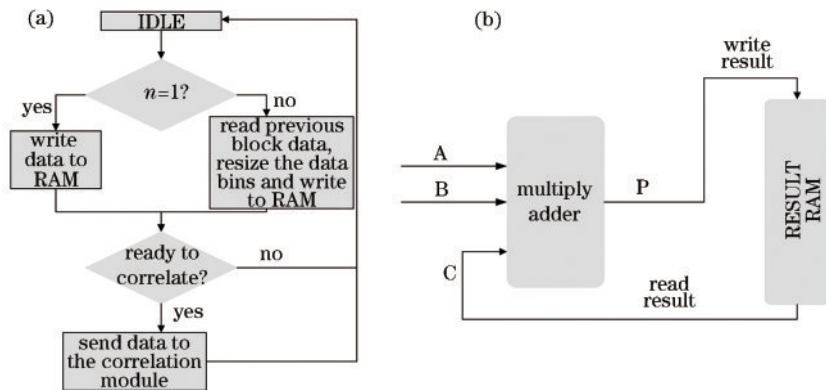 (a)
IDLE
n=1?
yes
no
write
data to
RAM
read previous
block data,
resize the data
bins and write
to RAM
ready to
correlate?
no
yes
send data to
the correlation
module
(b)
write
result
A
B
multiply
adder
P
C
RESULT
RAM
read
result